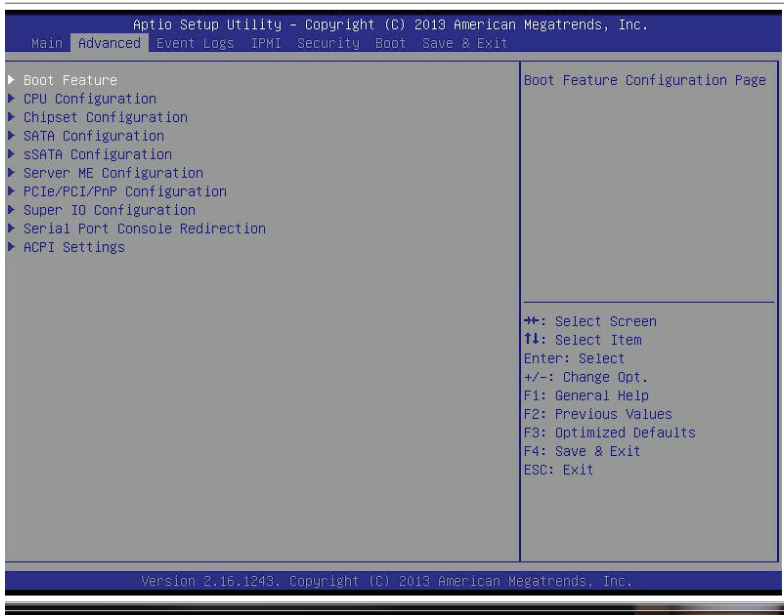 Aptio Setup Utility – Copyright (C) 2013 American Megatrends, Inc.
Main Advanced Event Logs IPMI Security Boot Save & Exit
▶ Boot Feature
▶ CPU Configuration
▶ Chipset Configuration
▶ SATA Configuration
▶ sSATA Configuration
▶ Server ME Configuration
▶ PCIe/PCI/PnP Configuration
▶ Super IO Configuration
▶ Serial Port Console Redirection
▶ ACPI Settings
Boot Feature Configuration Page
→←: Select Screen
↑↓: Select Item
Enter: Select
+/-: Change Opt.
F1: General Help
F2: Previous Values
F3: Optimized Defaults
F4: Save & Exit
ESC: Exit
Version 2.16.1243. Copyright (C) 2013 American Megatrends, Inc.